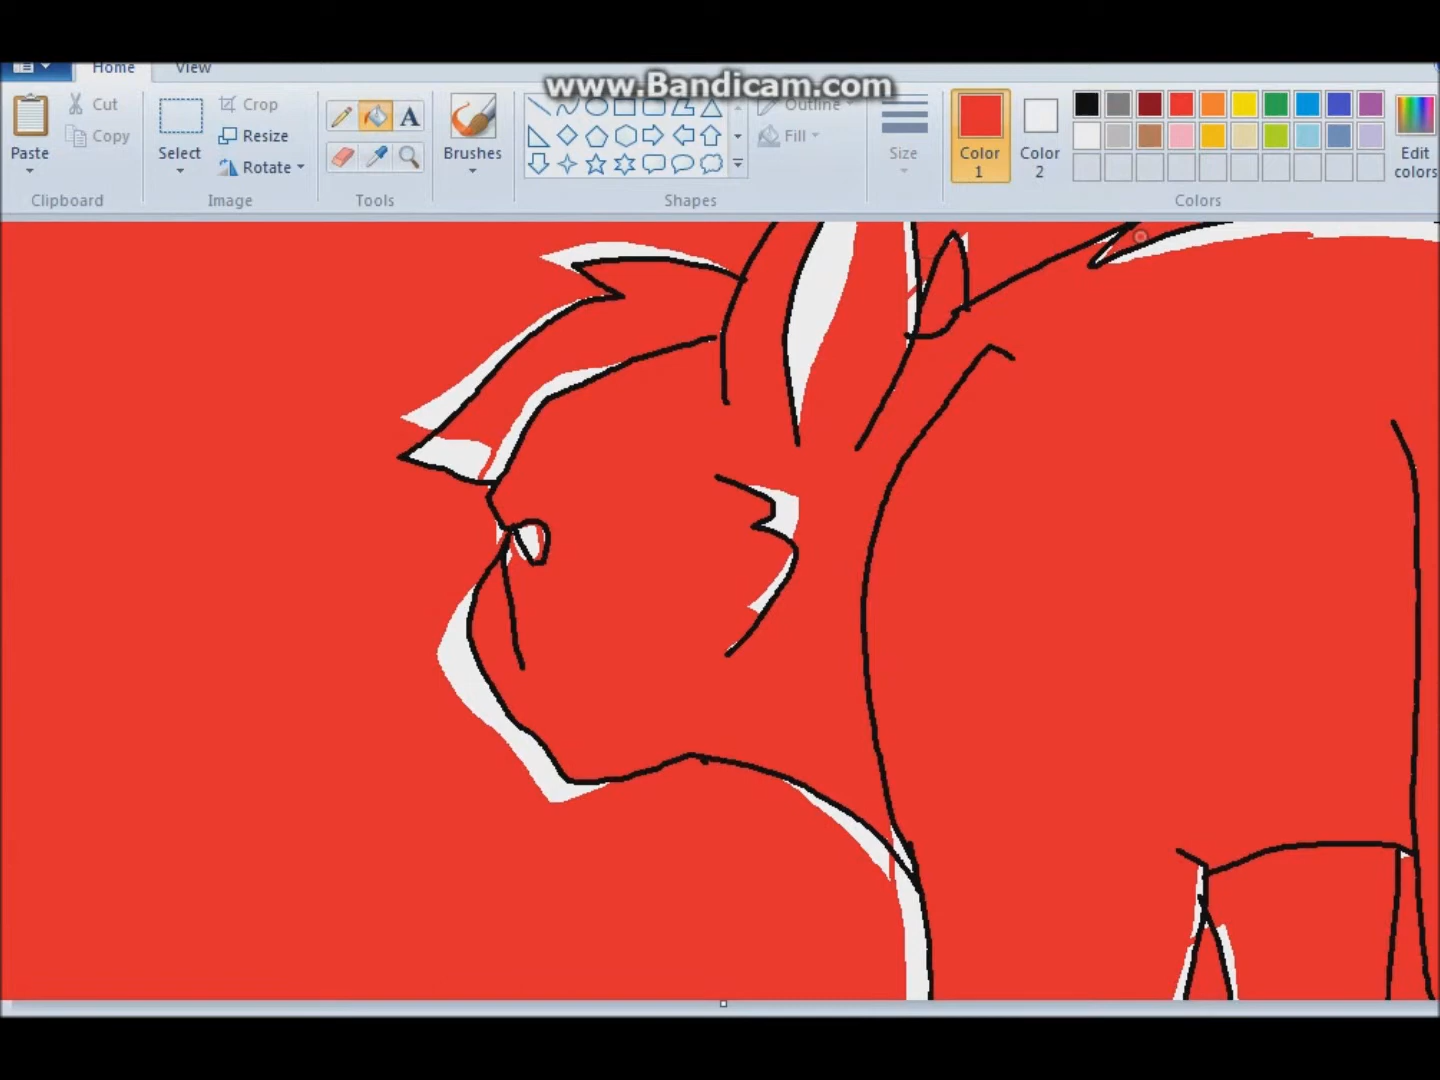 www.Bandicam.com
Home View
Cut
Copy
Paste
Clipboard
Select
Crop
Resize
Rotate
Image
A
Tools
Brushes
Outline
Fill
Shapes
Size
Color
1
Color
2
Edit
colors
Colors